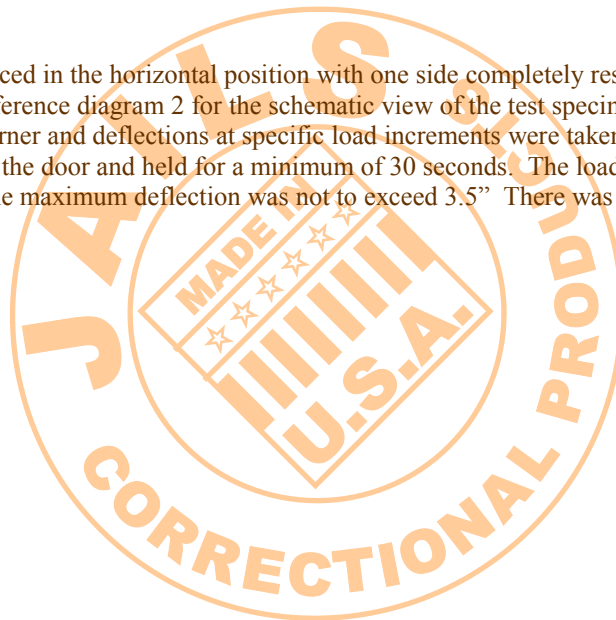 ced in the horizontal position with one side completely res
ference diagram 2 for the schematic view of the test specin
rner and deflections at specific load increments were taken
the door and held for a minimum of 30 seconds. The load
e maximum deflection was not to exceed 3.5” There was
JAILS
CORRECTIONAL PRODUCTS
MADE IN
U.S.A.